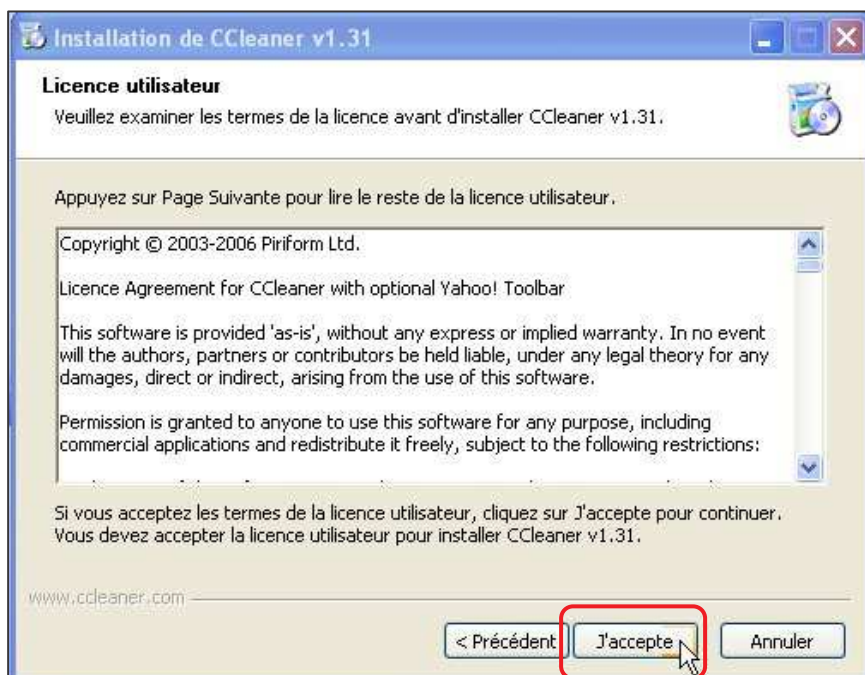 Installation de CCleaner v1.31
Licence utilisateur
Veuillez examiner les termes de la licence avant d'installer CCleaner v1.31.
Appuyez sur Page Suivante pour lire le reste de la licence utilisateur.
Copyright © 2003-2006 Piriform Ltd.
Licence Agreement for CCleaner with optional Yahoo! Toolbar
This software is provided 'as-is', without any express or implied warranty. In no event
will the authors, partners or contributors be held liable, under any legal theory for any
damages, direct or indirect, arising from the use of this software.
Permission is granted to anyone to use this software for any purpose, including
commercial applications and redistribute it freely, subject to the following restrictions:
Si vous acceptez les termes de la licence utilisateur, cliquez sur J'accepte pour continuer.
Vous devez accepter la licence utilisateur pour installer CCleaner v1.31.
www.ccleaner.com
< Précédent J'accepte Annuler